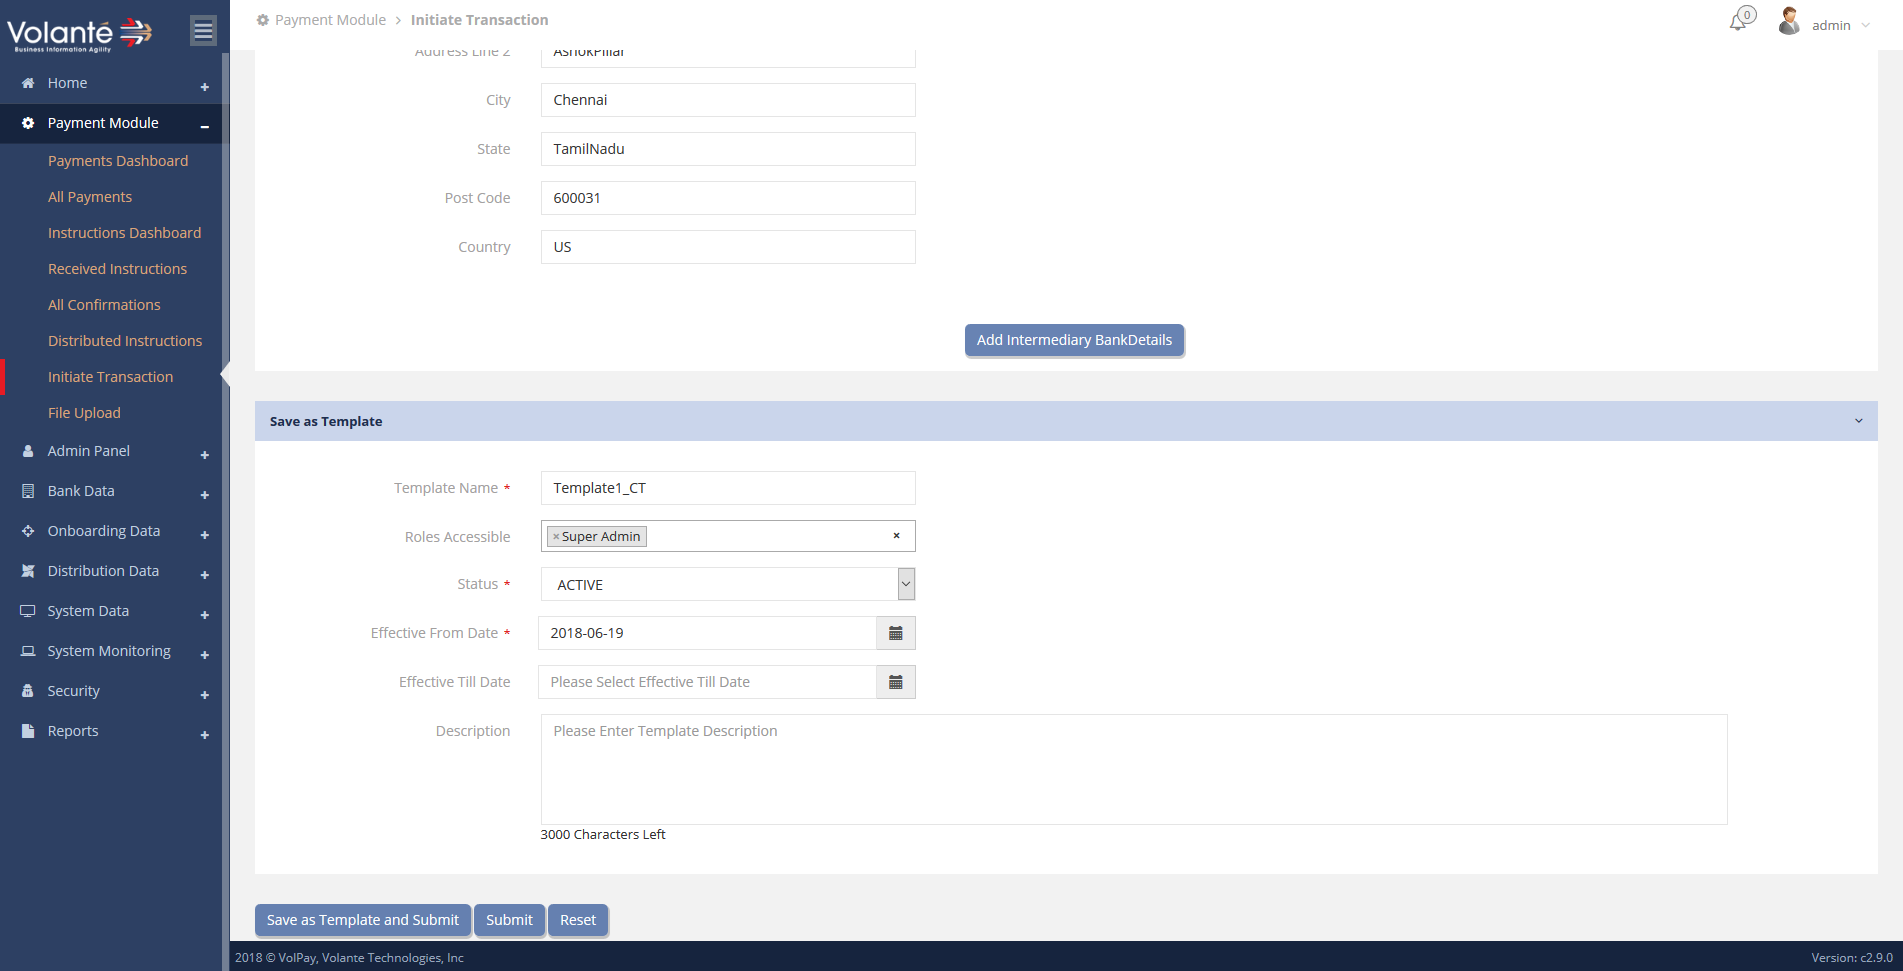 Volanté
Business Information Agility
Payment Module > Initiate Transaction
0
admin
Home
Payment Module
Payments Dashboard
All Payments
Instructions Dashboard
Received Instructions
All Confirmations
Distributed Instructions
Initiate Transaction
File Upload
Admin Panel
Bank Data
Onboarding Data
Distribution Data
System Data
System Monitoring
Security
Reports
Address Line 2 AshokPillar
City Chennai
State TamilNadu
Post Code 600031
Country US
Add Intermediary BankDetails
Save as Template
Template Name * Template1_CT
Roles Accessible × Super Admin ×
Status * ACTIVE
Effective From Date * 2018-06-19
Effective Till Date Please Select Effective Till Date
Description Please Enter Template Description
3000 Characters Left
Save as Template and Submit Submit Reset
2018 © VolPay, Volante Technologies, Inc Version: c2.9.0